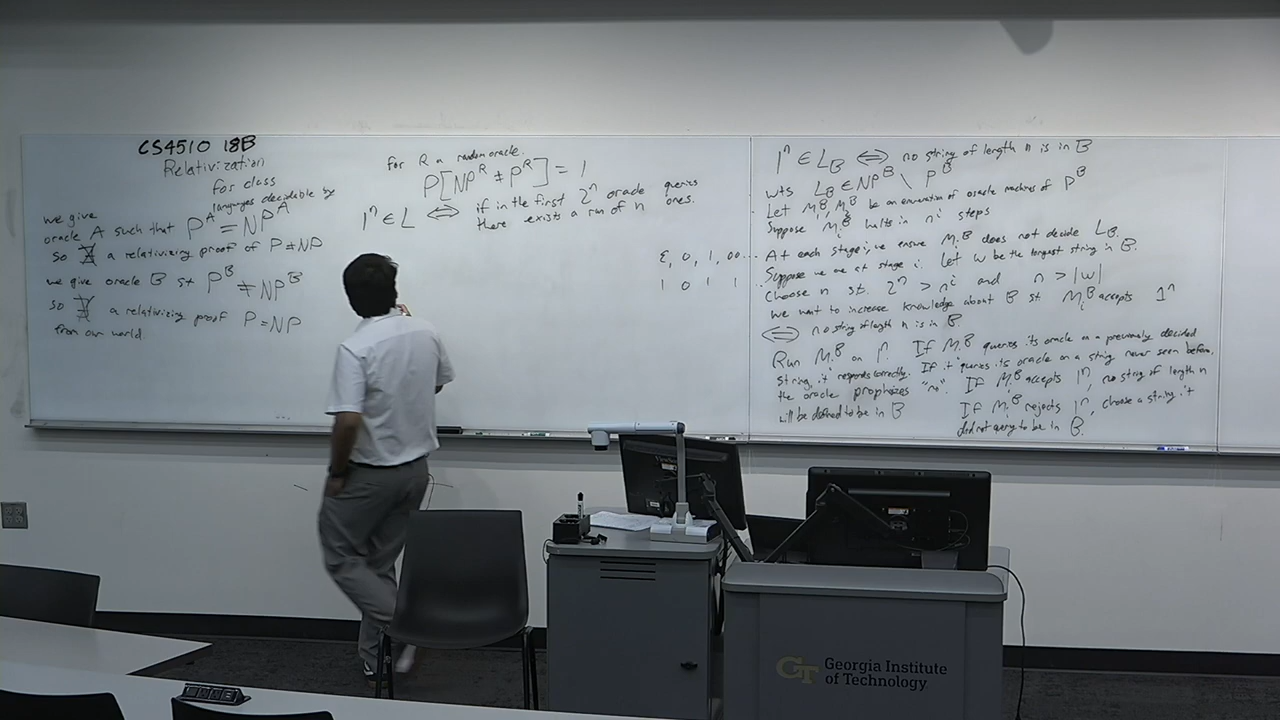 CS4510 18B
Relativization
for class
languages decidable by
we give
oracle A such that P^A = NP^A
so ∄ a relativizing proof of P≠NP
we give oracle B st P^B ≠ NP^B
so ∄ a relativizing proof P=NP
from our world.
for R a random oracle.
P[NP^R ≠ P^R] = 1
1^n ∈ L ⇔ if in the first 2^n oracle queries
there exists a run of n ones.
ε, 0, 1, 00...
1 0 1 1 ...
1^n ∈ L_B ⇔ no string of length n is in B
wts L_B ∈ NP^B \ P^B
Let M_1^B, M_2^B be an enumeration of oracle machines of P^B
Suppose M_i^B halts in n^i steps
At each stage i, we ensure M_i^B does not decide L_B.
Suppose we are at stage i. Let w be the longest string in B.
Choose n st. 2^n > n^i and n > |w|
we want to increase knowledge about B st M_i^B accepts 1^n
⇔ no string of length n is in B.
Run M_i^B on 1^n. If M_i^B queries its oracle on a previously decided
string, it responds correctly. If it queries its oracle on a string never seen before,
the oracle prophesizes "no". If M_i^B accepts 1^n, no string of length n
will be defined to be in B
If M_i^B rejects 1^n, choose a string it
did not query to be in B.
GT Georgia Institute
of Technology